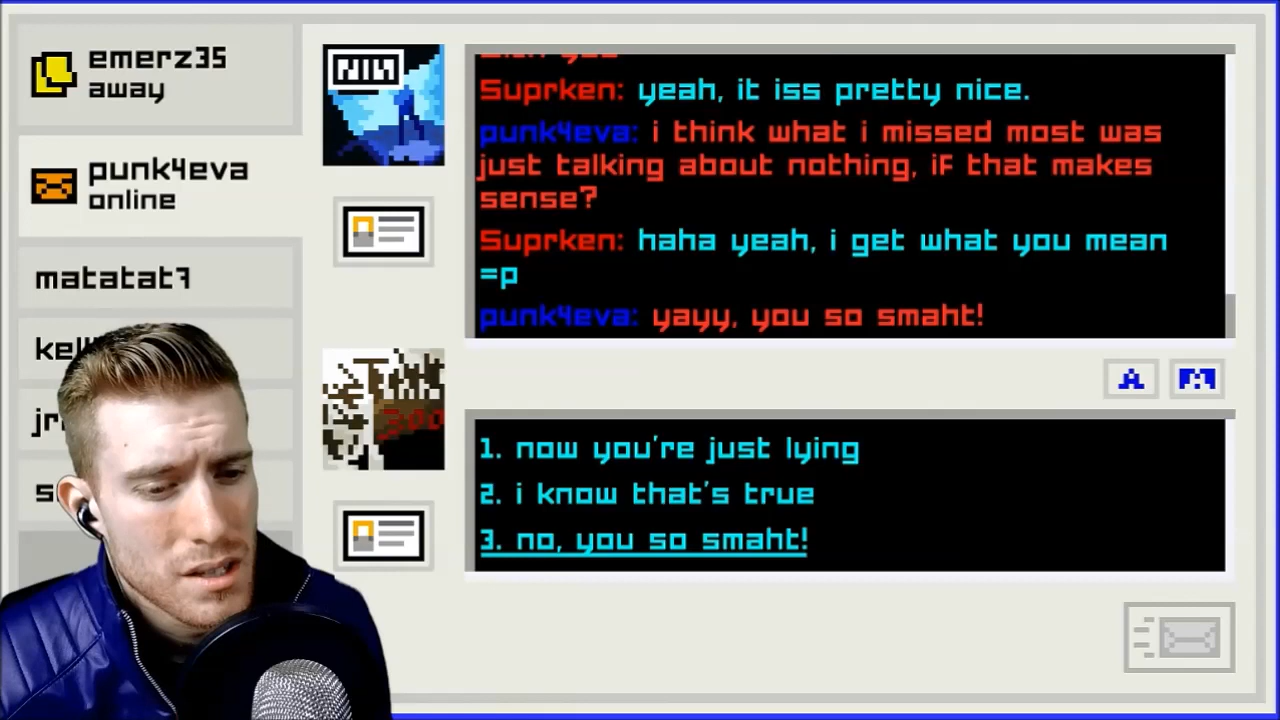 emerz35
away
punk4eva
online
matatat7
Suprken: yeah, it iss pretty nice.
punk4eva: i think what i missed most was
just talking about nothing, if that makes
sense?
Suprken: haha yeah, i get what you mean
=p
punk4eva: yayy, you so smaht!
A
1. now you're just lying
2. i know that's true
3. no, you so smaht!